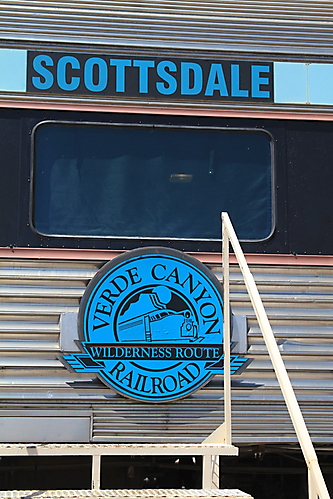 SCOTTSDALE
VERDE CANYON
WILDERNESS ROUTE
RAILROAD